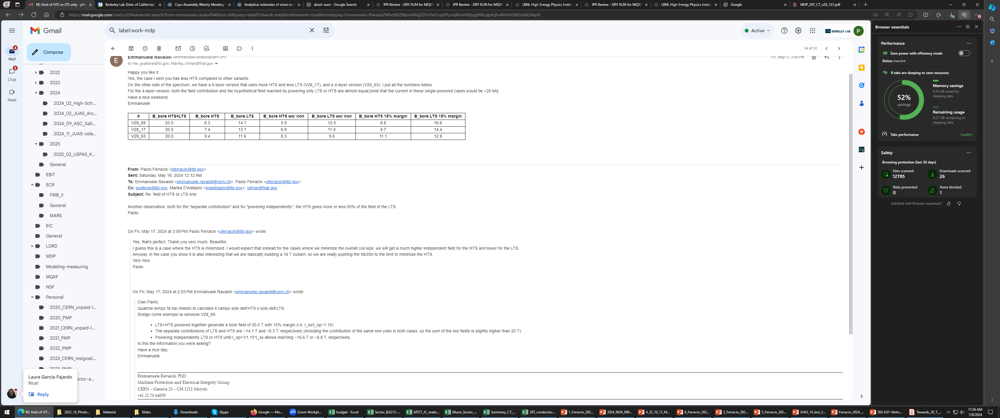 RE: field of HTS or LTS only - pfe
Berkeley Lab (Univ of California)
Cryo-Assembly Weekly Meeting
Analytical estimates of stress in a
dolalr euro - Google Search
IPR Review - DRY RUN for MQXF
IPR Review - DRY RUN for MQXF
LBNL High Energy Physics Institu
IPR Review - DRY RUN for MQXF
LBNL High Energy Physics Institu
Google
MDP_20T_CT_v28_137.pdf
Gmail
label:work-mdp
Active
BERKELEY LAB
P
Compose
14 of 51
4
Mail
2
Chat
Meet
2022
2023
2024
2024_02_High-Sch...
2024_02_JUAS_Arc...
2024_09_ASC_Salt...
2024_11_JUAS-cele...
2025
2025_02_USPAS_K...
General
EBIT
ECR
FRIB_II
General
MARS
EIC
General
LDRD
MDP
Modeling-measuring
MQXF
NSF
Personal
2020_CERN_unpaid-l...
2020_PMP
2021_CERN_unpaid-l...
2021_PMP
2022_PMP
2023_CERN_resignati...
2023_PMP
ector-a...
Laura Garcia Fajardo
Nice!
Reply
E
Emmanuele Ravaioli <emmanuele.ravaioli@cern.ch>
Fri, May 17, 3:56 PM
to me, gvallone@lbl.gov, Marika, vitmar@fnal.gov
Happy you like it.
Yes, the case I sent you has less HTS compared to other variants.
On the other side of the spectrum, we have a 6-layer version that uses more HTS and less LTS (V28_17), and a 4-layer version (V28_63). I put all the numbers below.
For the 4-layer version, both the field contribution and the hypothetical field reached by powering only LTS or HTS are almost equal [note that the current in these single-powered cases would be >20 kA].
Have a nice weekend,
Emmanuele
# B_bore HTS+LTS B_bore HTS B_bore LTS B_bore HTS wo/ iron B_bore LTS wo/ iron B_bore HTS 15% margin B_bore LTS 15% margin
V28_69 20.0 6.3 14.1 5.9 12.5 8.8 16.6
V28_17 20.0 7.4 13.1 6.9 11.5 9.7 14.4
V28_63 20.0 9.4 11.6 8.3 9.8 11.1 12.9
From: Paolo Ferracin <pferracin@lbl.gov>
Sent: Saturday, May 18, 2024 12:12 AM
To: Emmanuele Ravaioli <emmanuele.ravaioli@cern.ch>; Paolo Ferracin <pferracin@lbl.gov>
Cc: gvallone@lbl.gov; Marika D'Addazio <mdaddazio@lbl.gov>; vitmar@fnal.gov
Subject: Re: field of HTS or LTS only
Another observation: both for the "separate contribution" and for "powering independently", the HTS gives more or less 50% of the field of the LTS.
Paolo
On Fri, May 17, 2024 at 3:09 PM Paolo Ferracin <pferracin@lbl.gov> wrote:
Yes, that's perfect. Thank you very much. Beautiful.
I guess this is a case where the HTS is minimized. I would expect that instead for the cases where we minimize the overall coil size, we will get a much higher independent field for the HTS and lower for the LTS.
Anyway, in the case you show it is also interesting that we are basically building a 16 T outsert, so we are really pushing the Nb3Sn to the limit to minimize the HTS.
Very nice.
Paolo
On Fri, May 17, 2024 at 2:03 PM Emmanuele Ravaioli <emmanuele.ravaioli@cern.ch> wrote:
Ciao Paolo,
Qualche tempo fa hai chiesto di calcolare il campo solo dell'HTS o solo dell'LTS.
Scelgo come esempio la versione V28_69.
• LTS+HTS powered together generate a bore field of 20.0 T with 15% margin (i.e. I_ss/I_op~1.15)
• The separate contributions of LTS and HTS are ~14.1 T and ~6.3 T, respectively (including the contribution of the same iron yoke in both cases, so the sum of the two fields is slightly higher than 20 T).
• Powering independently LTS or HTS until I_op=1/1.15*I_ss allows reaching ~16.6 T or ~8.8 T, respectively.
Is this the information you were asking?
Have a nice day,
Emmanuele
Emmanuele Ravaioli, PhD
Machine Protection and Electrical Integrity Group
CERN – Geneva 23 – CH-1211 Meyrin
+41 22 76 64059
Browser essentials
Performance
Save power with efficiency mode
Status: Inactive
8 tabs are sleeping to save resources
52%
savings
Memory savings
0.24 GB saved by
sleeping tabs
Remaining usage
0.21 GB remaining in
sleeping tabs
Tabs performance
Healthy
Safety
Browsing protection (last 30 days)
Sites scanned
12785
Downloads scanned
26
Risks prevented
0
Items blocked
1
Satisfied with Browser essentials?
RE: field of HT...
2022_10_Photo...
Material
Slides
Downloads
Skype
Google — Mo...
Zoom Workpl...
budget - Excel
Sector_Bi2212-...
MT27_JC_mate...
Muon_Sector_...
Summary_CT_...
20T_conductor...
1_Ferracin_202...
2024_0626_090...
4_22_10_12_M...
6_Ferracin_202...
2_Ferracin_202...
3_Ferracin_202...
JUAS_14_lect_2...
Ferracin_2024_...
302.4.01-Vertic...
Towards_20_T_...
11:36 AM
7/8/2024